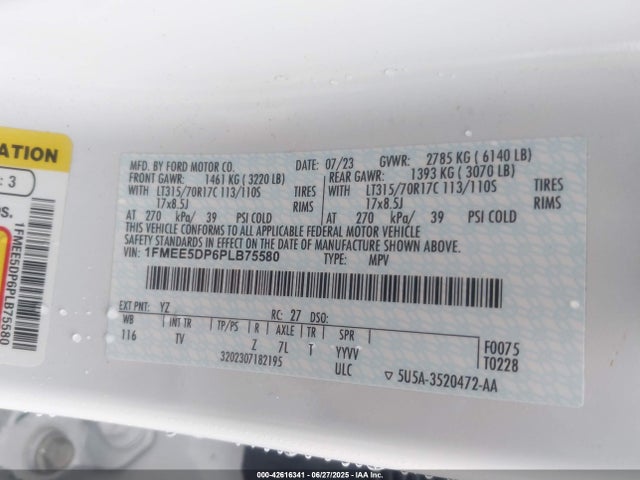 ATION
: 3
PS.
1FMEE5DP6PLB75580
MFD. BY FORD MOTOR CO.
07/23
GVWR: 2785 KG ( 6140 LB)
FRONT GAWR: 1461 KG ( 3220 LB)
REAR GAWR: 1393 KG ( 3070 LB)
WITH LT315/70R17C 113/110S TIRES
WITH LT315/70R17C 113/110S TIRES
17x8.5J RIMS
17x8.5J RIMS
AT 270 kPa/ 39 PSI COLD
AT 270 kPa/ 39 PSI COLD
THIS VEHICLE CONFORMS TO ALL APPLICABLE FEDERAL MOTOR VEHICLE
SAFETY STANDARDS IN EFFECT ON THE DATE OF MANUFACTURE SHOWN ABOVE.
VIN: 1FMEE5DP6PLB75580
TYPE: MPV
EXT PNT: YZ
RC: 27 DSO:
WB INT TR TP/PS R AXLE TR SPR
116 TV Z 7L T YYVV
3202307182195
ULC
F0075
T0228
5U5A-3520472-AA
000-42616341 - 06/27/2025 - IAAI.COM